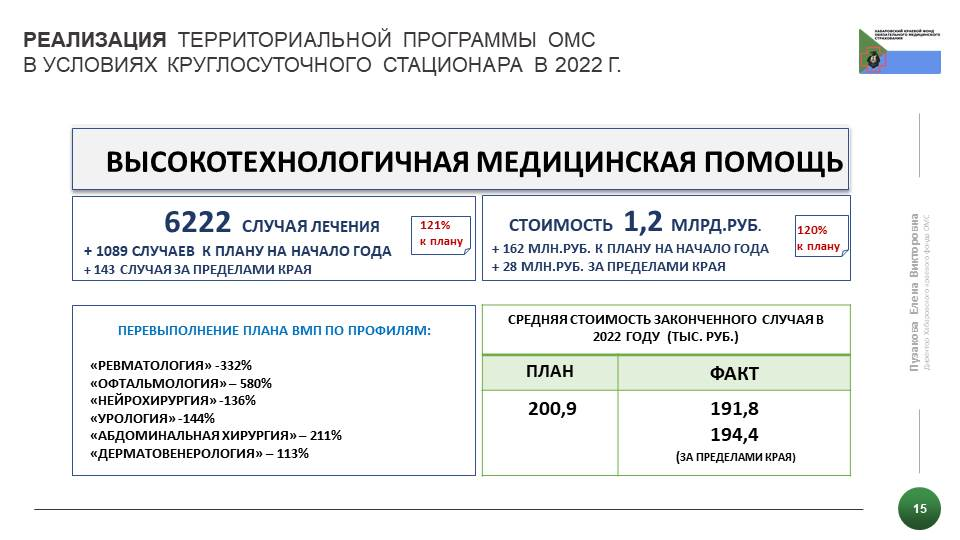 РЕАЛИЗАЦИЯ ТЕРРИТОРИАЛЬНОЙ ПРОГРАММЫ ОМС
В УСЛОВИЯХ КРУГЛОСУТОЧНОГО СТАЦИОНАРА В 2022 Г.
ХАБАРОВСКИЙ КРАЕВОЙ ФОНД
ОБЯЗАТЕЛЬНОГО МЕДИЦИНСКОГО
СТРАХОВАНИЯ
ВЫСОКОТЕХНОЛОГИЧНАЯ МЕДИЦИНСКАЯ ПОМОЩЬ
6222 СЛУЧАЯ ЛЕЧЕНИЯ
+ 1089 СЛУЧАЕВ К ПЛАНУ НА НАЧАЛО ГОДА
+ 143 СЛУЧАЯ ЗА ПРЕДЕЛАМИ КРАЯ
121%
к плану
СТОИМОСТЬ 1,2 МЛРД.РУБ.
+ 162 МЛН.РУБ. К ПЛАНУ НА НАЧАЛО ГОДА
+ 28 МЛН.РУБ. ЗА ПРЕДЕЛАМИ КРАЯ
120%
к плану
ПЕРЕВЫПОЛНЕНИЕ ПЛАНА ВМП ПО ПРОФИЛЯМ:
«РЕВМАТОЛОГИЯ» -332%
«ОФТАЛЬМОЛОГИЯ» – 580%
«НЕЙРОХИРУРГИЯ» -136%
«УРОЛОГИЯ» -144%
«АБДОМИНАЛЬНАЯ ХИРУРГИЯ» – 211%
«ДЕРМАТОВЕНЕРОЛОГИЯ» – 113%
СРЕДНЯЯ СТОИМОСТЬ ЗАКОНЧЕННОГО СЛУЧАЯ В
2022 ГОДУ (ТЫС. РУБ.)
ПЛАН
ФАКТ
200,9
191,8
194,4
(ЗА ПРЕДЕЛАМИ КРАЯ)
Пузакова Елена Викторовна
Директор Хабаровского краевого фонда ОМС
15